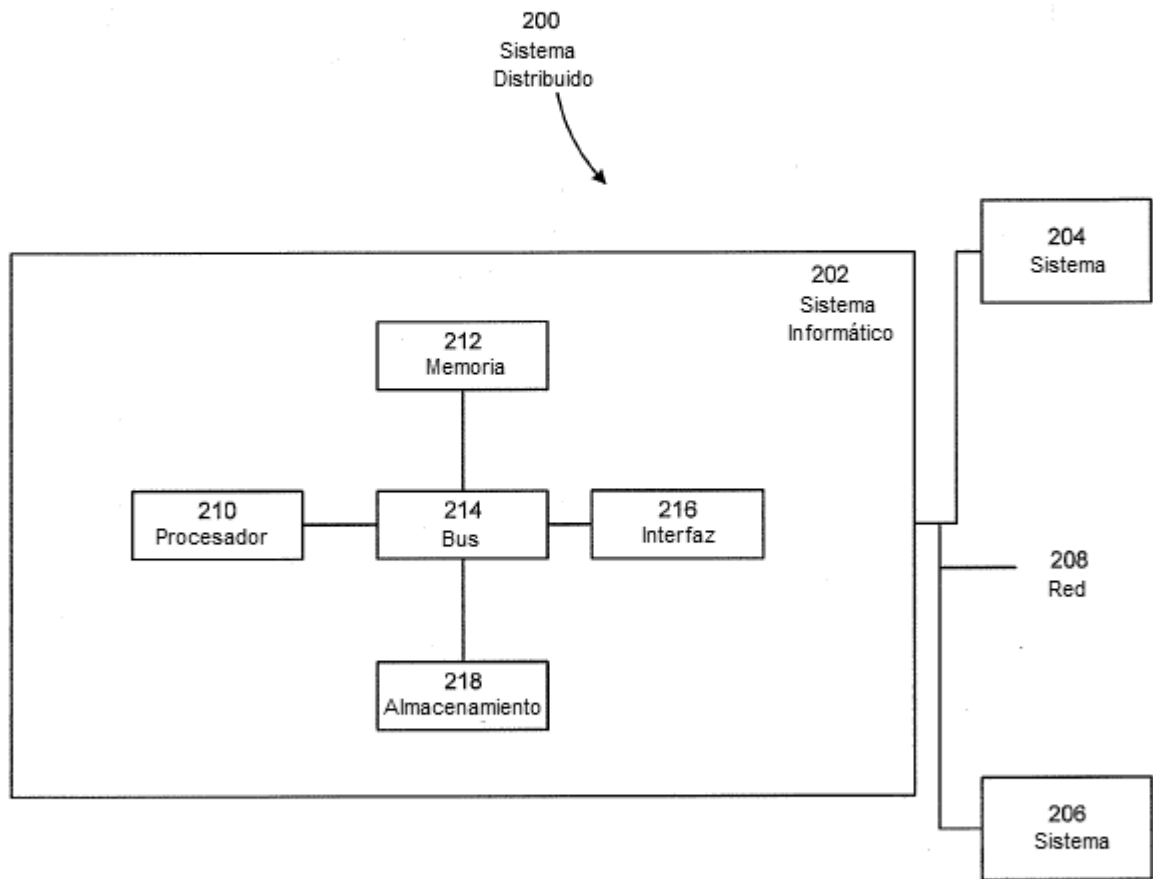 200
Sistema
Distribuido
204
Sistema
202
Sistema
Informático
212
Memoria
210
Procesador
214
Bus
216
Interfaz
208
Red
218
Almacenamiento
206
Sistema